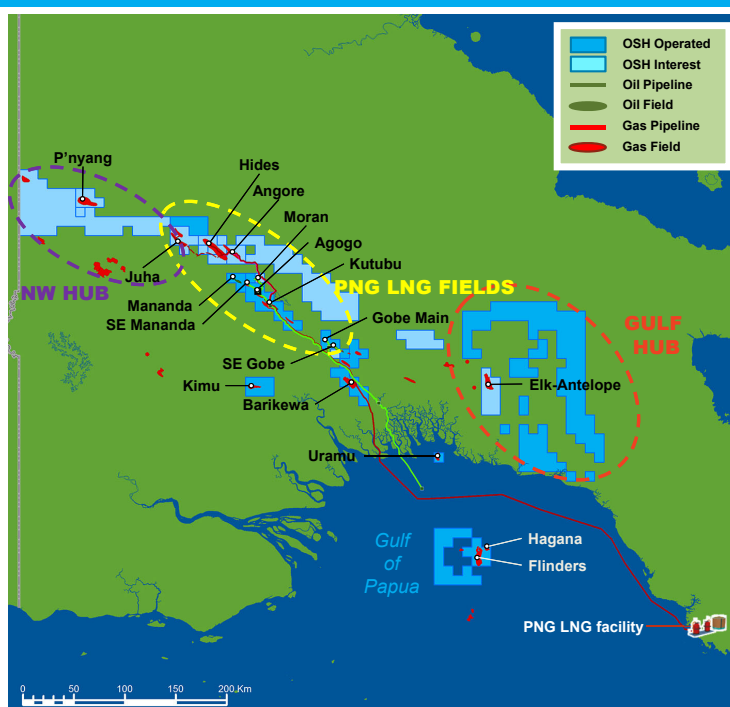 OSH Operated
OSH Interest
Oil Pipeline
Oil Field
Gas Pipeline
Gas Field
P'nyang
Hides
Angore
Moran
Agogo
Kutubu
Juha
NW HUB
PNG LNG FIELDS
Mananda
SE Mananda
Gobe Main
GULF
HUB
SE Gobe
Kimu
Barikewa
Elk-Antelope
Uramu
Gulf
of
Papua
Hagana
Flinders
PNG LNG facility
0 50 100 150 200 Km